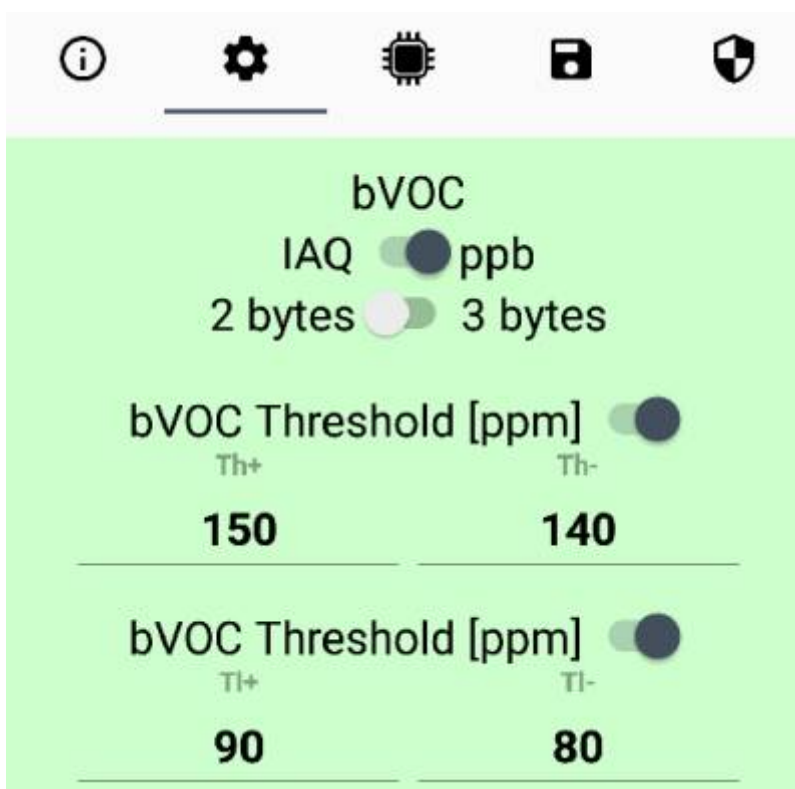 bVOC
IAQ ppb
2 bytes 3 bytes
bVOC Threshold [ppm]
Th+ Th-
150 140
bVOC Threshold [ppm]
Tl+ Tl-
90 80